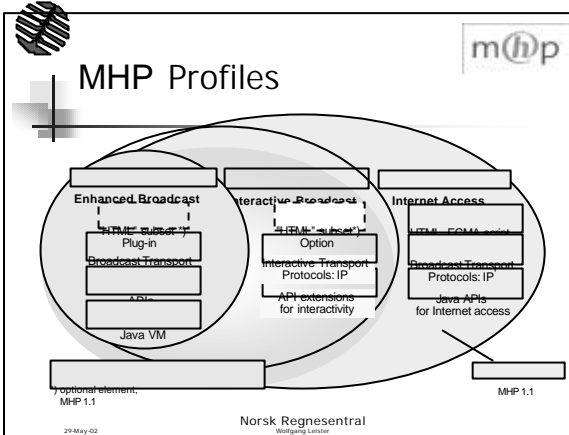 m(h)p
MHP Profiles
Enhanced Broadcast
Interactive Broadcast
Internet Access
"HTML" subset*)
Plug-in
Broadcast Transport
APIs
Java VM
"HTML" subset*)
Option
Interactive Transport
Protocols: IP
API extensions
for interactivity
HTML, ECMA-script
Broadcast Transport
Protocols: IP
Java APIs
for Internet access
*) optional element,
MHP 1.1
MHP 1.1
29-May-02
Norsk Regnesentral
Wolfgang Leister